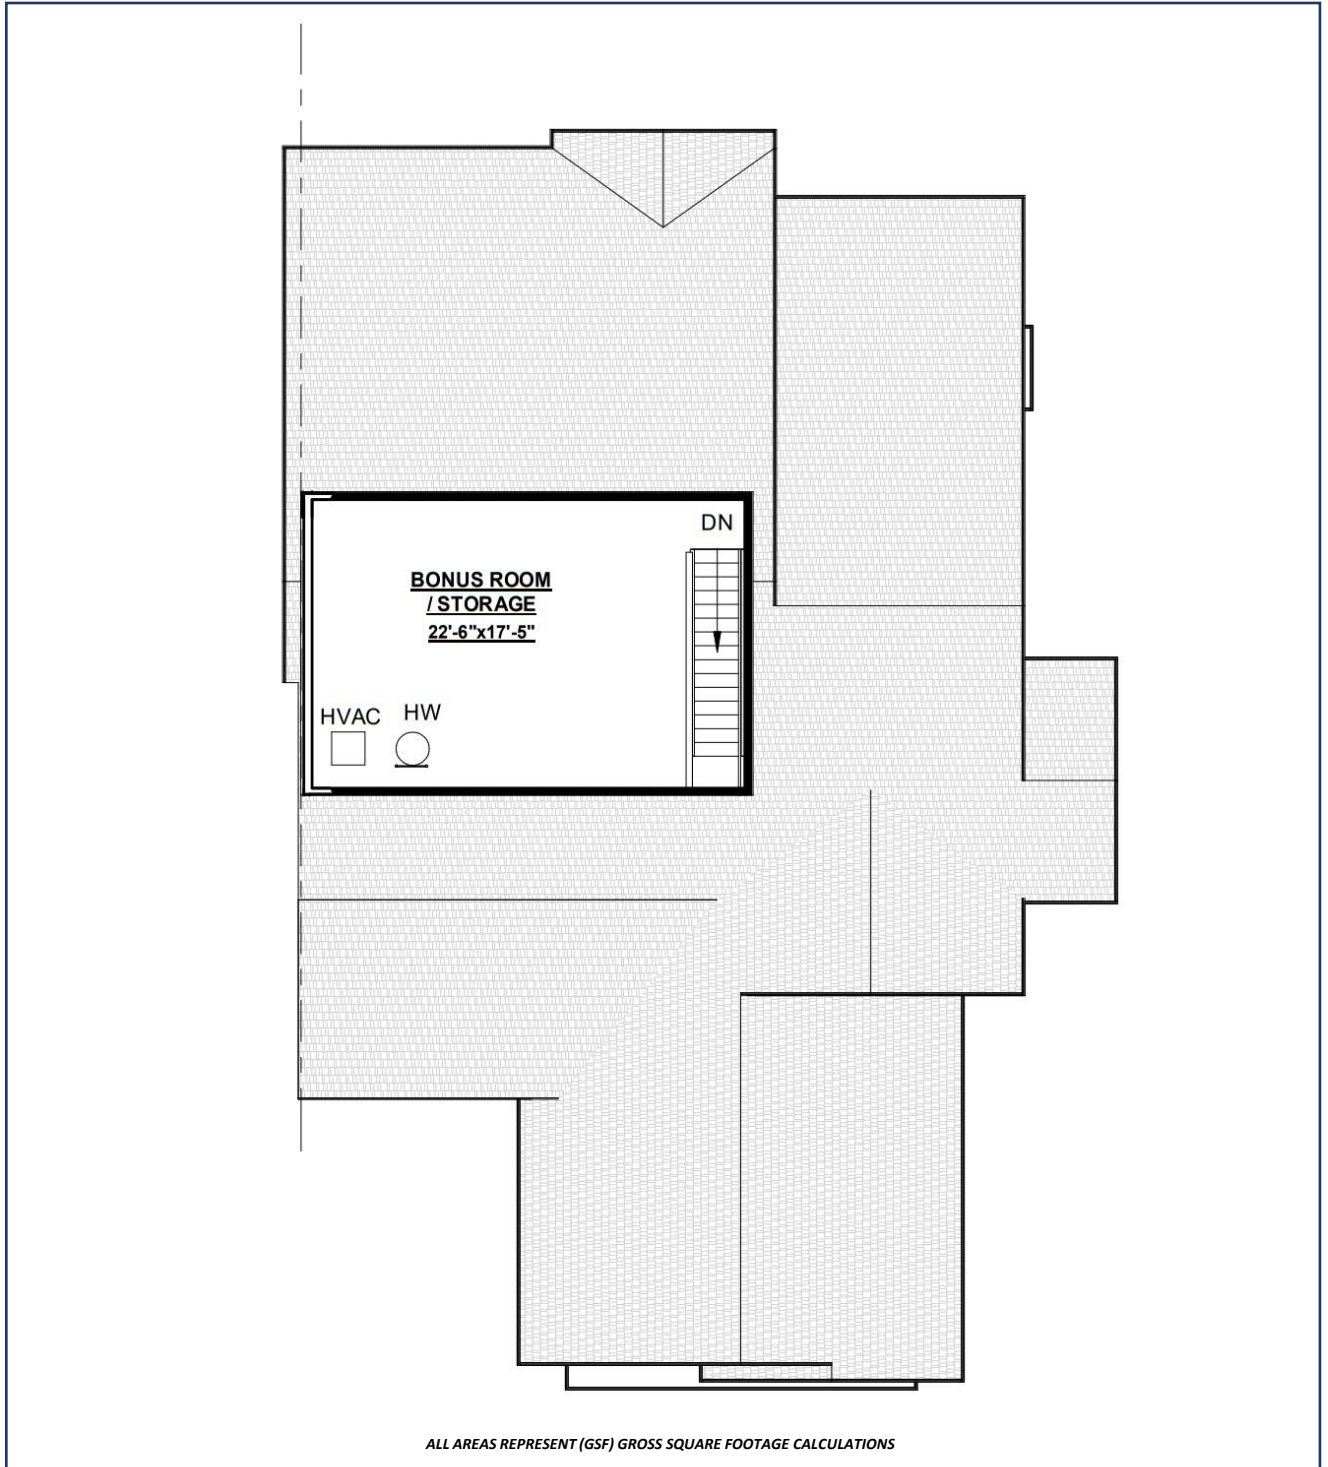 DN
BONUS ROOM
/ STORAGE
22'-6"x17'-5"
HVAC HW
ALL AREAS REPRESENT (GSF) GROSS SQUARE FOOTAGE CALCULATIONS